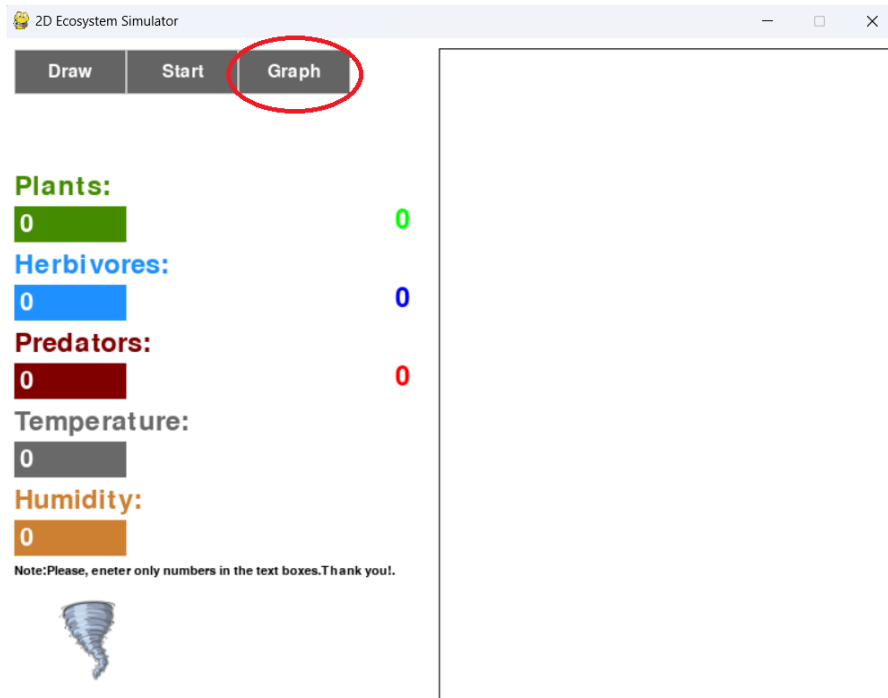 2D Ecosystem Simulator
Draw Start Graph
Plants:
0 0
Herbivores:
0 0
Predators:
0 0
Temperature:
0
Humidity:
0
Note:Please, eneter only numbers in the text boxes.Thank you!.